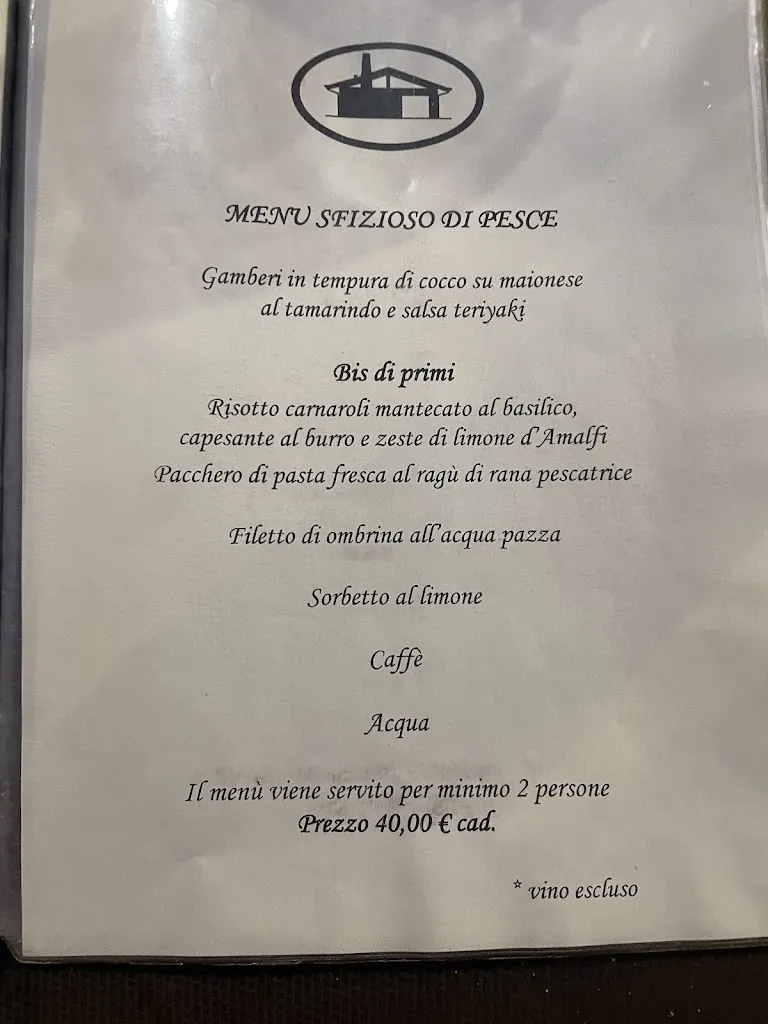 MENU SFIZIOSO DI PESCE
Gamberi in tempura di cocco su maionese
al tamarindo e salsa teriyaki
Bis di primi
Risotto carnaroli mantecato al basilico,
capesante al burro e zeste di limone d'Amalfi
Pacchero di pasta fresca al ragù di rana pescatrice
Filetto di ombrina all'acqua pazza
Sorbetto al limone
Caffè
Acqua
Il menù viene servito per minimo 2 persone
Prezzo 40,00 € cad.
* vino escluso